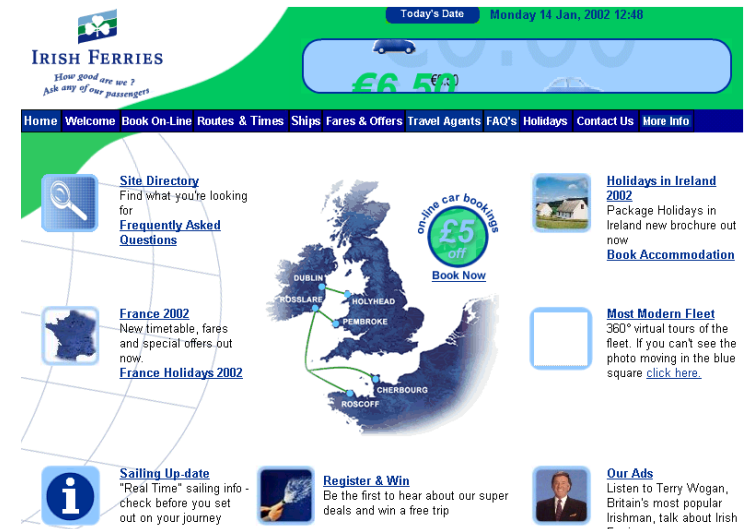 Today's Date Monday 14 Jan, 2002 12:48
IRISH FERRIES
How good are we ?
Ask any of our passengers
€6.50
Home Welcome Book On-Line Routes & Times Ships Fares & Offers Travel Agents FAQ's Holidays Contact Us More Info
Site Directory
Find what you're looking
for
Frequently Asked
Questions
on-line car bookings
£5
off
Book Now
Holidays in Ireland
2002
Package Holidays in
Ireland new brochure out
now
Book Accommodation
DUBLIN
HOLYHEAD
ROSSLARE
PEMBROKE
CHERBOURG
ROSCOFF
France 2002
New timetable, fares
and special offers out
now.
France Holidays 2002
Most Modern Fleet
360° virtual tours of the
fleet. If you can't see the
photo moving in the blue
square click here.
Sailing Up-date
"Real Time" sailing info -
check before you set
out on your journey
Register & Win
Be the first to hear about our super
deals and win a free trip
Our Ads
Listen to Terry Wogan,
Britain's most popular
Irishman, talk about Irish